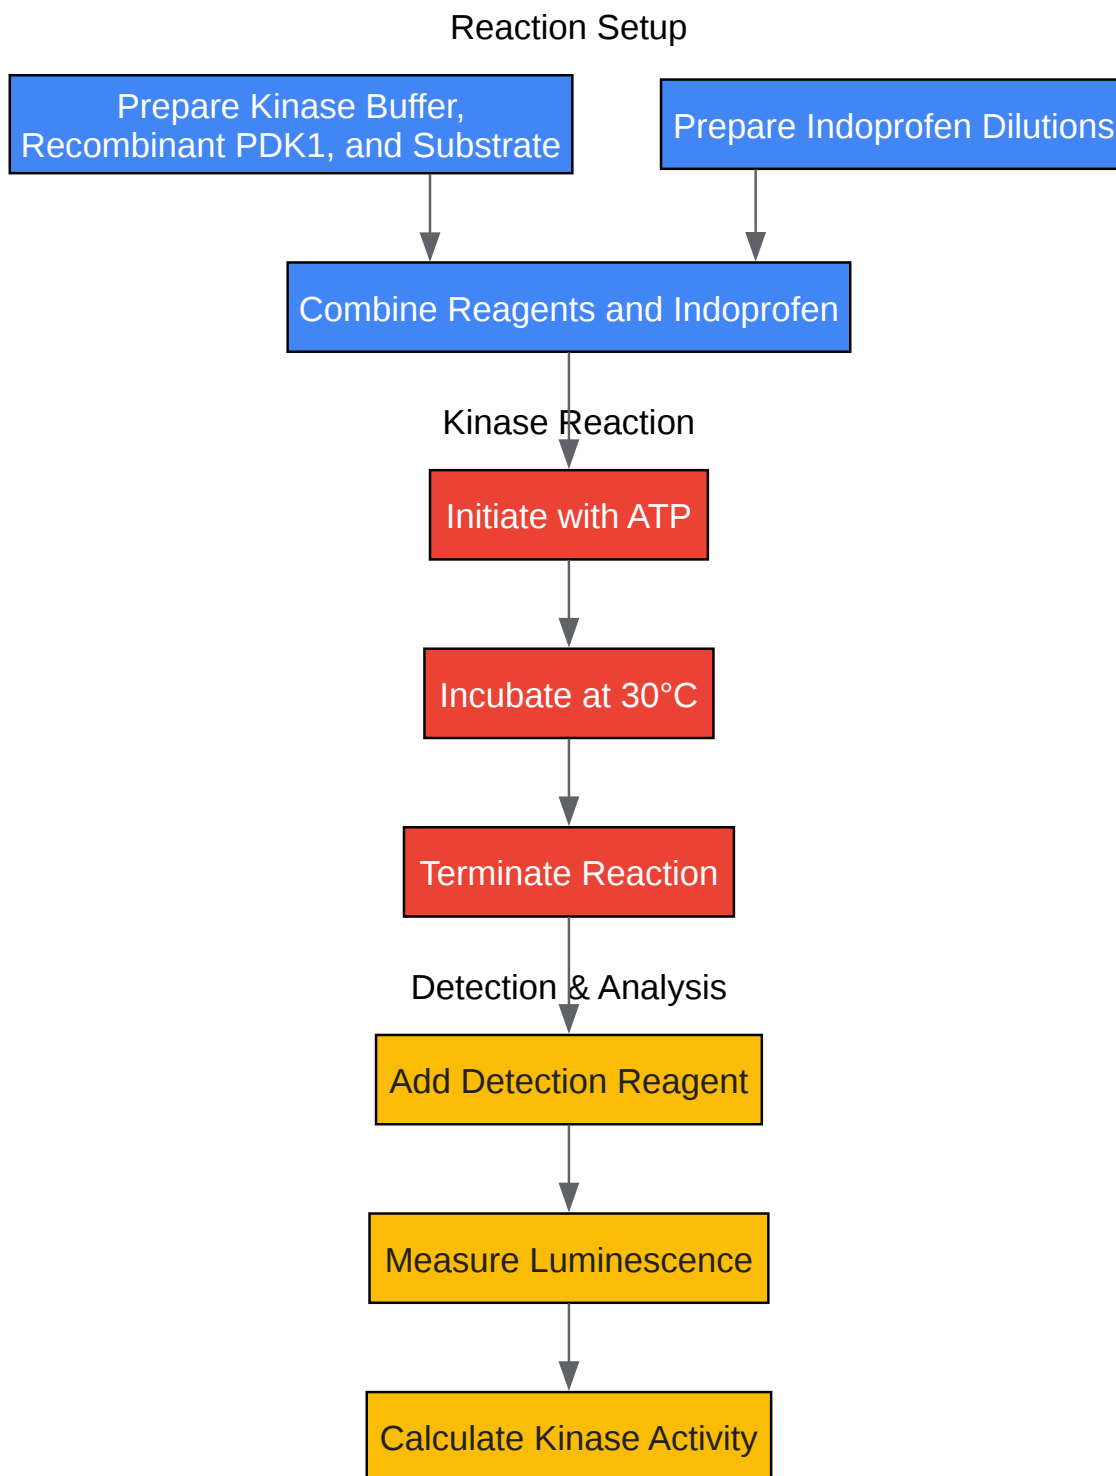 Reaction Setup
Prepare Kinase Buffer,
Recombinant PDK1, and Substrate
Prepare Indoprofen Dilutions
Combine Reagents and Indoprofen
Kinase Reaction
Initiate with ATP
Incubate at 30°C
Terminate Reaction
Detection & Analysis
Add Detection Reagent
Measure Luminescence
Calculate Kinase Activity